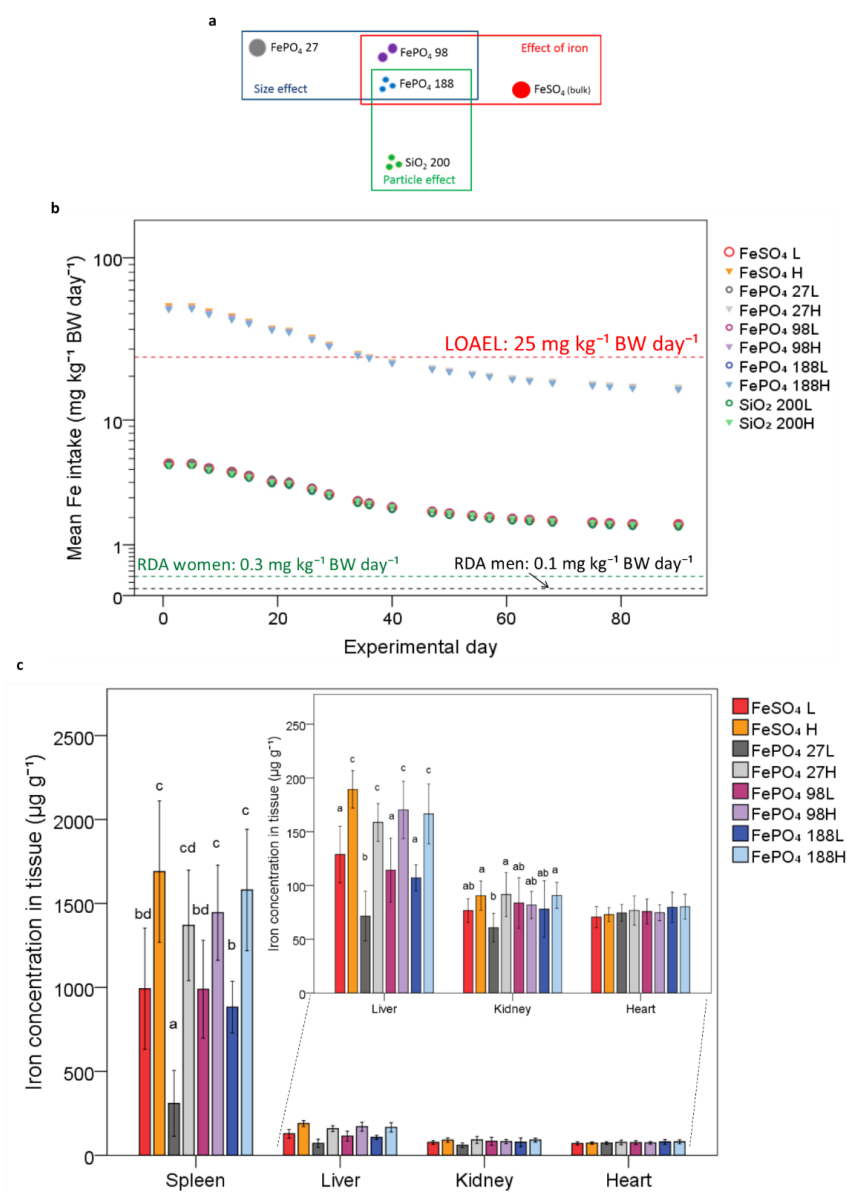 a
FePO₄ 27
FePO₄ 98
Effect of iron
FePO₄ 188
Size effect
FeSO₄ (bulk)
SiO₂ 200
Particle effect
b
Mean Fe intake (mg kg⁻¹ BW day⁻¹)
100
10
1
0
LOAEL: 25 mg kg⁻¹ BW day⁻¹
RDA women: 0.3 mg kg⁻¹ BW day⁻¹
RDA men: 0.1 mg kg⁻¹ BW day⁻¹
0 20 40 60 80
Experimental day
FeSO₄ L
FeSO₄ H
FePO₄ 27L
FePO₄ 27H
FePO₄ 98L
FePO₄ 98H
FePO₄ 188L
FePO₄ 188H
SiO₂ 200L
SiO₂ 200H
c
Iron concentration in tissue (µg g⁻¹)
2500
2000
1500
1000
500
0
bd c a cd bd c b c
Spleen Liver Kidney Heart
Iron concentration in tissue (µg g⁻¹)
250
200
150
100
50
0
a c b c a c a c
ab a b a ab ab ab a
Liver Kidney Heart
FeSO₄ L
FeSO₄ H
FePO₄ 27L
FePO₄ 27H
FePO₄ 98L
FePO₄ 98H
FePO₄ 188L
FePO₄ 188H